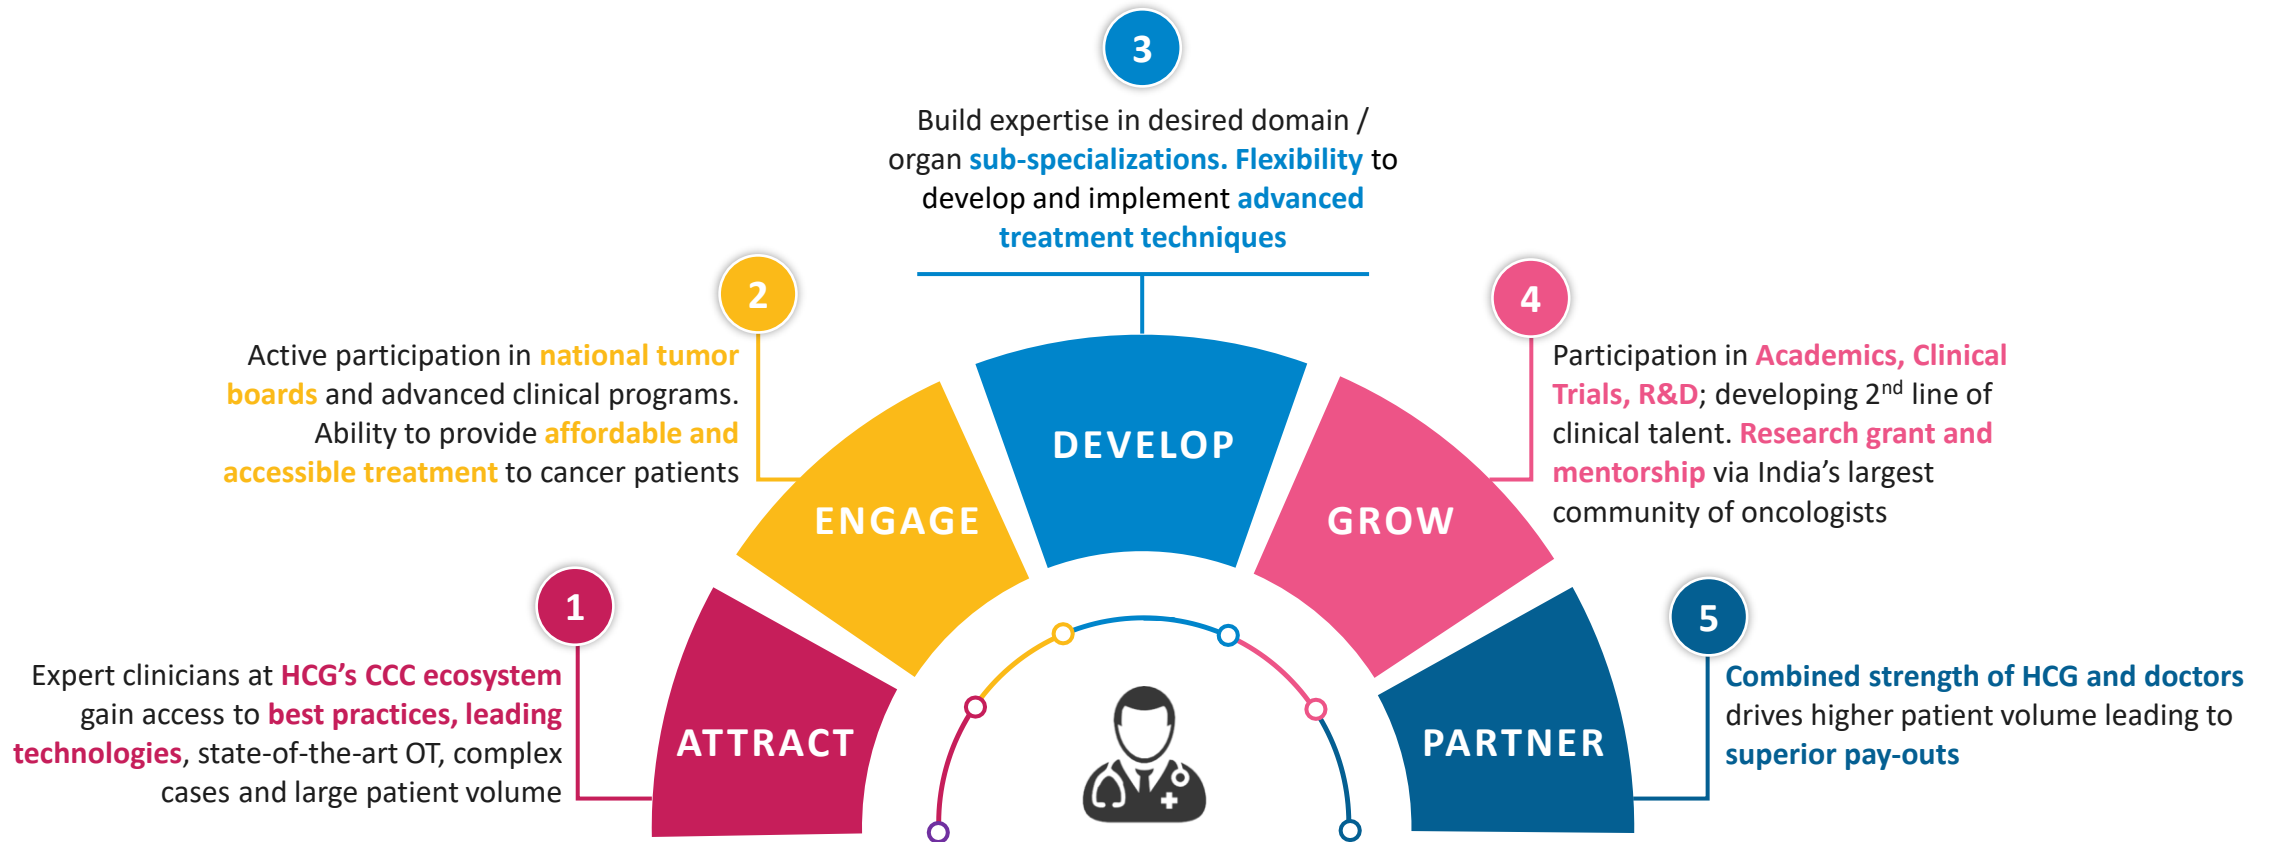 1
Expert clinicians at HCG’s CCC ecosystem
gain access to best practices, leading
technologies, state-of-the-art OT, complex
cases and large patient volume
ATTRACT
2
Active participation in national tumor
boards and advanced clinical programs.
Ability to provide affordable and
accessible treatment to cancer patients
ENGAGE
3
Build expertise in desired domain /
organ sub-specializations. Flexibility to
develop and implement advanced
treatment techniques
DEVELOP
4
Participation in Academics, Clinical
Trials, R&D; developing 2nd line of
clinical talent. Research grant and
mentorship via India’s largest
community of oncologists
GROW
5
Combined strength of HCG and doctors
drives higher patient volume leading to
superior pay-outs
PARTNER